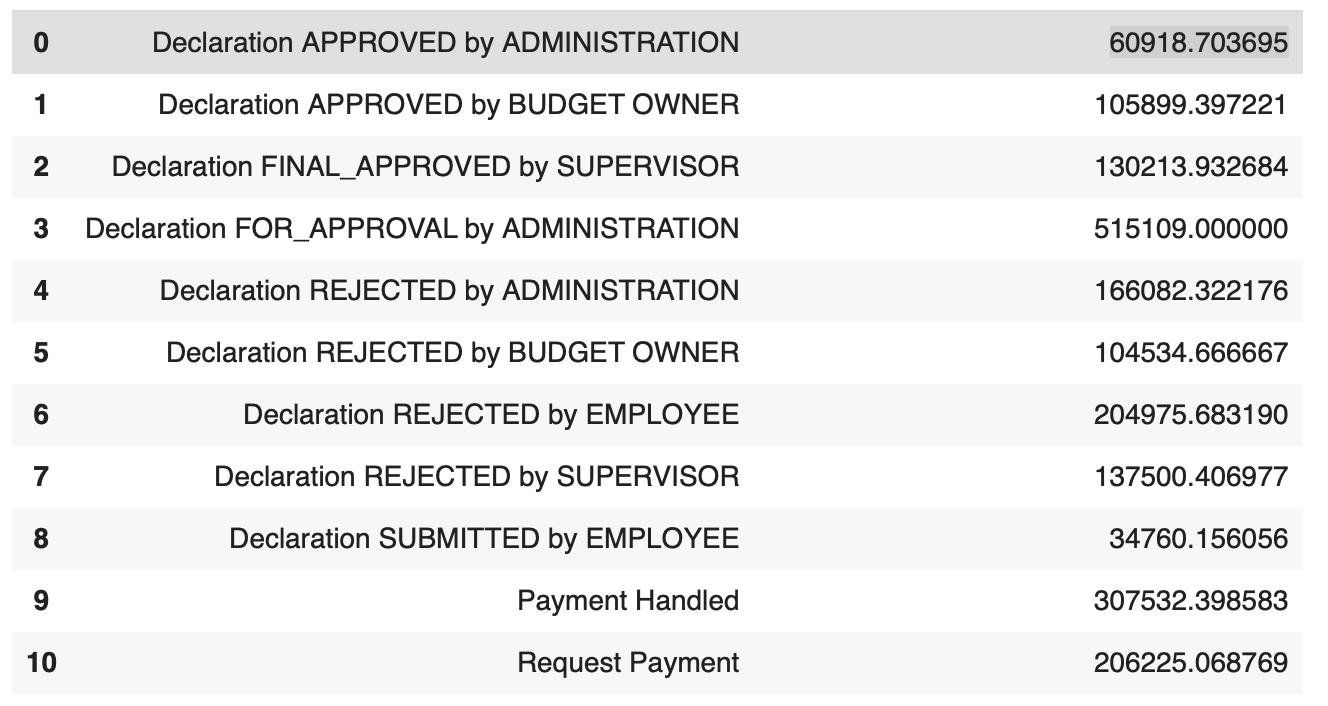 0 Declaration APPROVED by ADMINISTRATION 60918.703695
1 Declaration APPROVED by BUDGET OWNER 105899.397221
2 Declaration FINAL_APPROVED by SUPERVISOR 130213.932684
3 Declaration FOR_APPROVAL by ADMINISTRATION 515109.000000
4 Declaration REJECTED by ADMINISTRATION 166082.322176
5 Declaration REJECTED by BUDGET OWNER 104534.666667
6 Declaration REJECTED by EMPLOYEE 204975.683190
7 Declaration REJECTED by SUPERVISOR 137500.406977
8 Declaration SUBMITTED by EMPLOYEE 34760.156056
9 Payment Handled 307532.398583
10 Request Payment 206225.068769